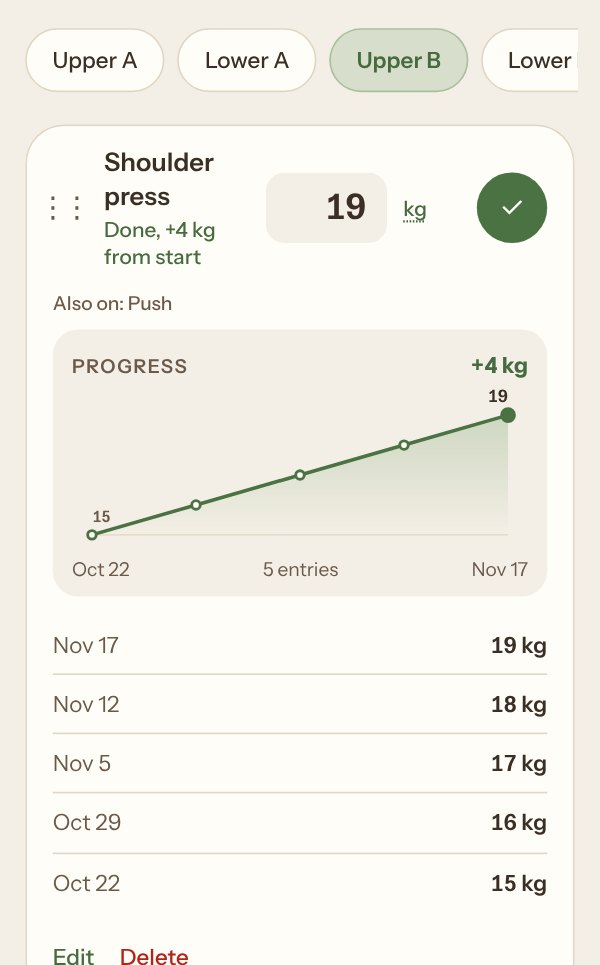 Upper A Lower A Upper B Lower
Shoulder
press
Done, +4 kg
from start
19 kg
Also on: Push
PROGRESS +4 kg
19
15
Oct 22 5 entries Nov 17
Nov 17 19 kg
Nov 12 18 kg
Nov 5 17 kg
Oct 29 16 kg
Oct 22 15 kg
Edit Delete